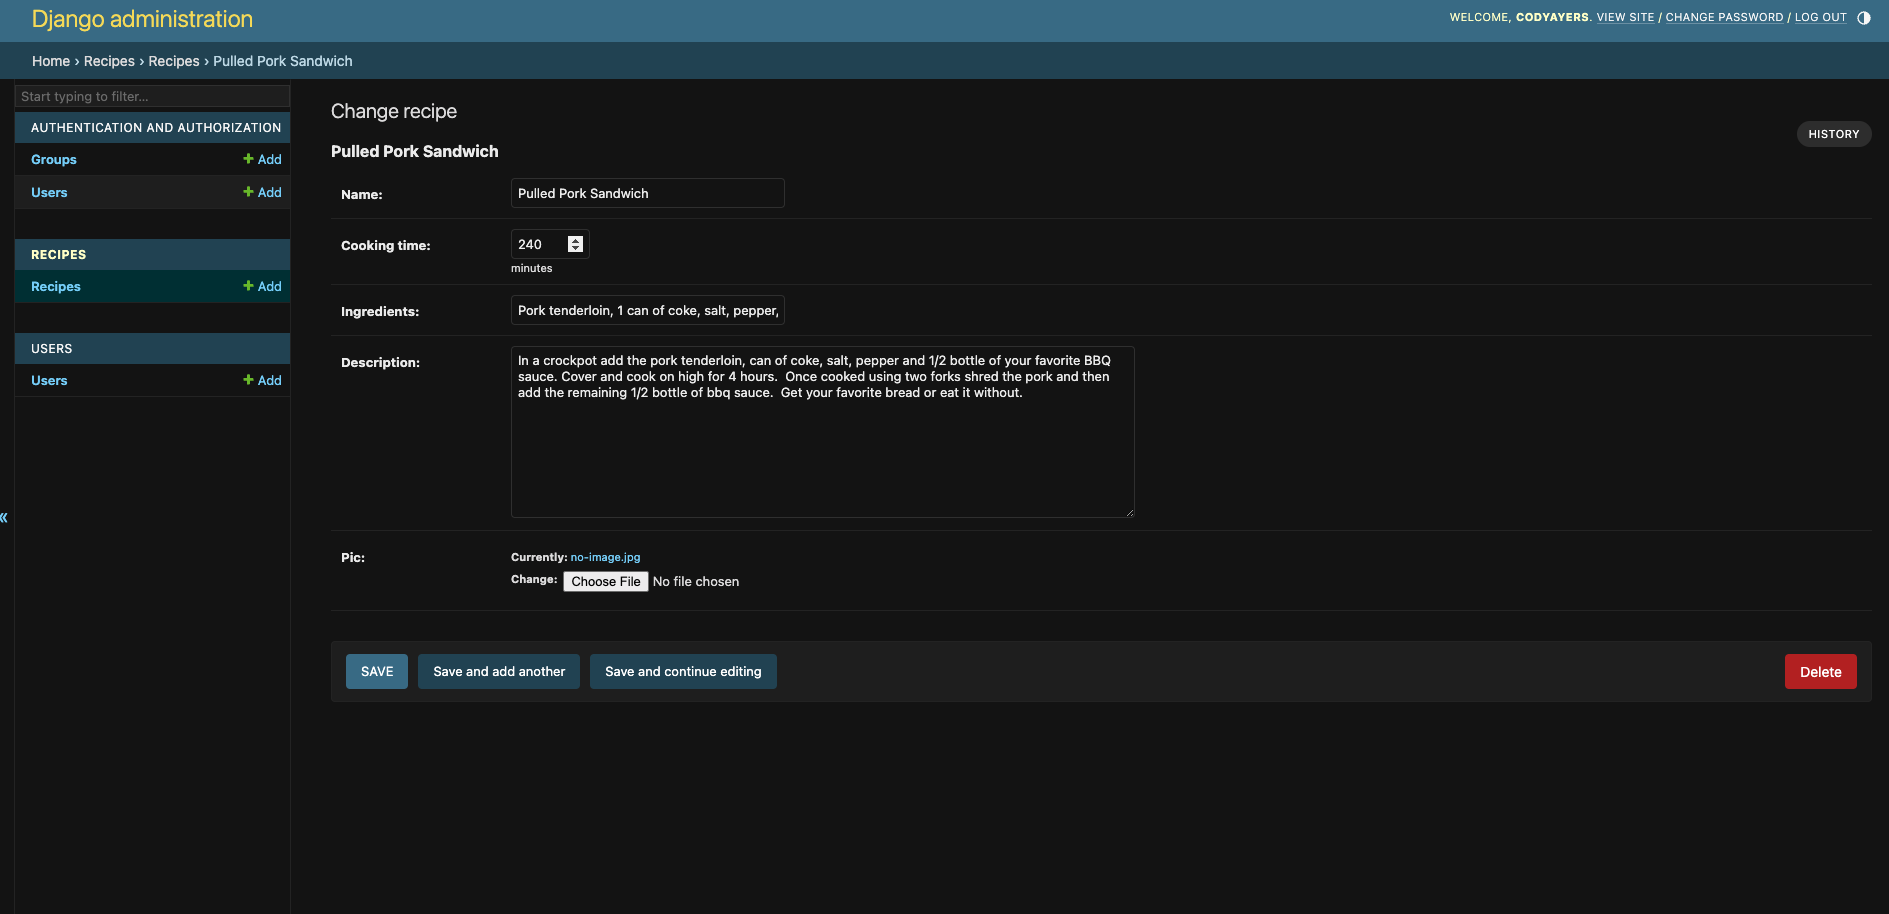 Django administration
WELCOME, CODYAYERS. VIEW SITE / CHANGE PASSWORD / LOG OUT
Home › Recipes › Recipes › Pulled Pork Sandwich
Start typing to filter...
AUTHENTICATION AND AUTHORIZATION
Groups + Add
Users + Add
RECIPES
Recipes + Add
USERS
Users + Add
«
Change recipe
HISTORY
Pulled Pork Sandwich
Name: Pulled Pork Sandwich
Cooking time: 240
minutes
Ingredients: Pork tenderloin, 1 can of coke, salt, pepper,
Description: In a crockpot add the pork tenderloin, can of coke, salt, pepper and 1/2 bottle of your favorite BBQ
sauce. Cover and cook on high for 4 hours.  Once cooked using two forks shred the pork and then
add the remaining 1/2 bottle of bbq sauce.  Get your favorite bread or eat it without.
Pic: Currently: no-image.jpg
Change: Choose File No file chosen
SAVE Save and add another Save and continue editing Delete